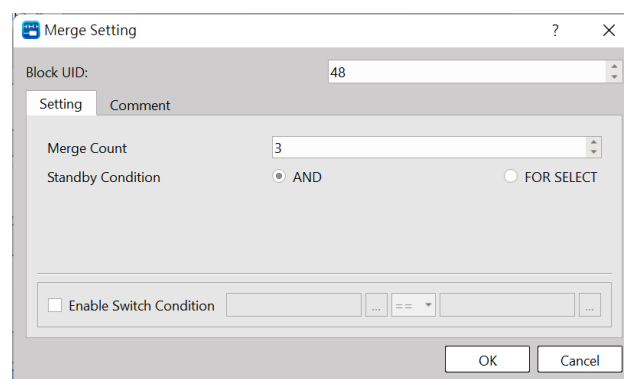 Merge Setting
?
Block UID:
48
Setting
Comment
Merge Count
3
Standby Condition
AND
FOR SELECT
Enable Switch Condition
...
==
...
OK
Cancel